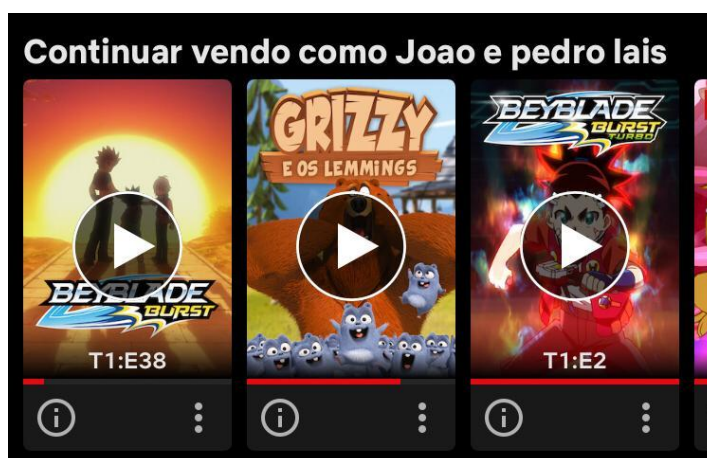 Continuar vendo como Joao e pedro lais
BEYBLADE
BURST
T1:E38
GRIZZY
E OS LEMMINGS
BEYBLADE
BURST
TURBO
T1:E2